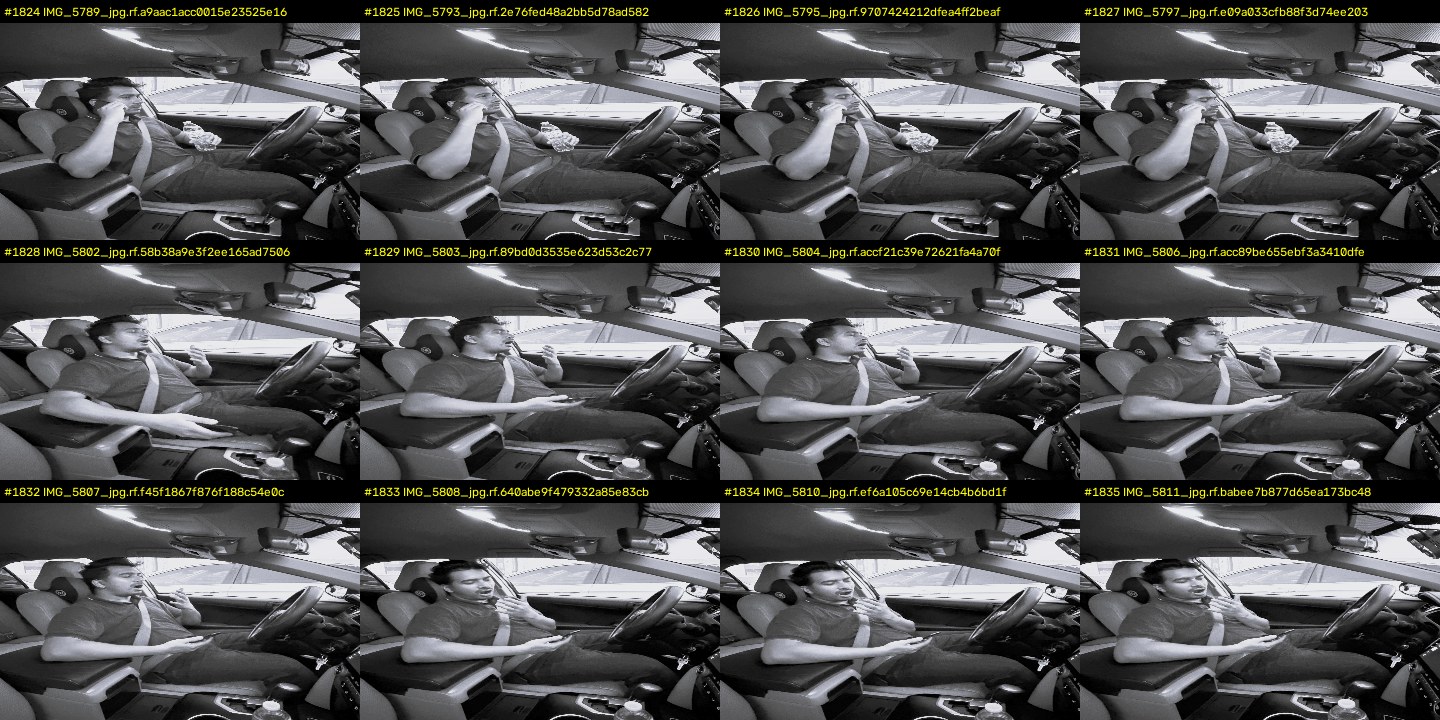 #1824 IMG_5789_jpg.rf.a9aac1acc0015e23525e16
#1825 IMG_5793_jpg.rf.2e76fed48a2bb5d78ad582
#1826 IMG_5795_jpg.rf.9707424212dfea4ff2beaf
#1827 IMG_5797_jpg.rf.e09a033cfb88f3d74ee203
#1828 IMG_5802_jpg.rf.58b38a9e3f2ee165ad7506
#1829 IMG_5803_jpg.rf.89bd0d3535e623d53c2c77
#1830 IMG_5804_jpg.rf.accf21c39e72621fa4a70f
#1831 IMG_5806_jpg.rf.acc89be655ebf3a3410dfe
#1832 IMG_5807_jpg.rf.f45f1867f876f188c54e0c
#1833 IMG_5808_jpg.rf.640abe9f479332a85e83cb
#1834 IMG_5810_jpg.rf.ef6a105c69e14cb4b6bd1f
#1835 IMG_5811_jpg.rf.babee7b877d65ea173bc48